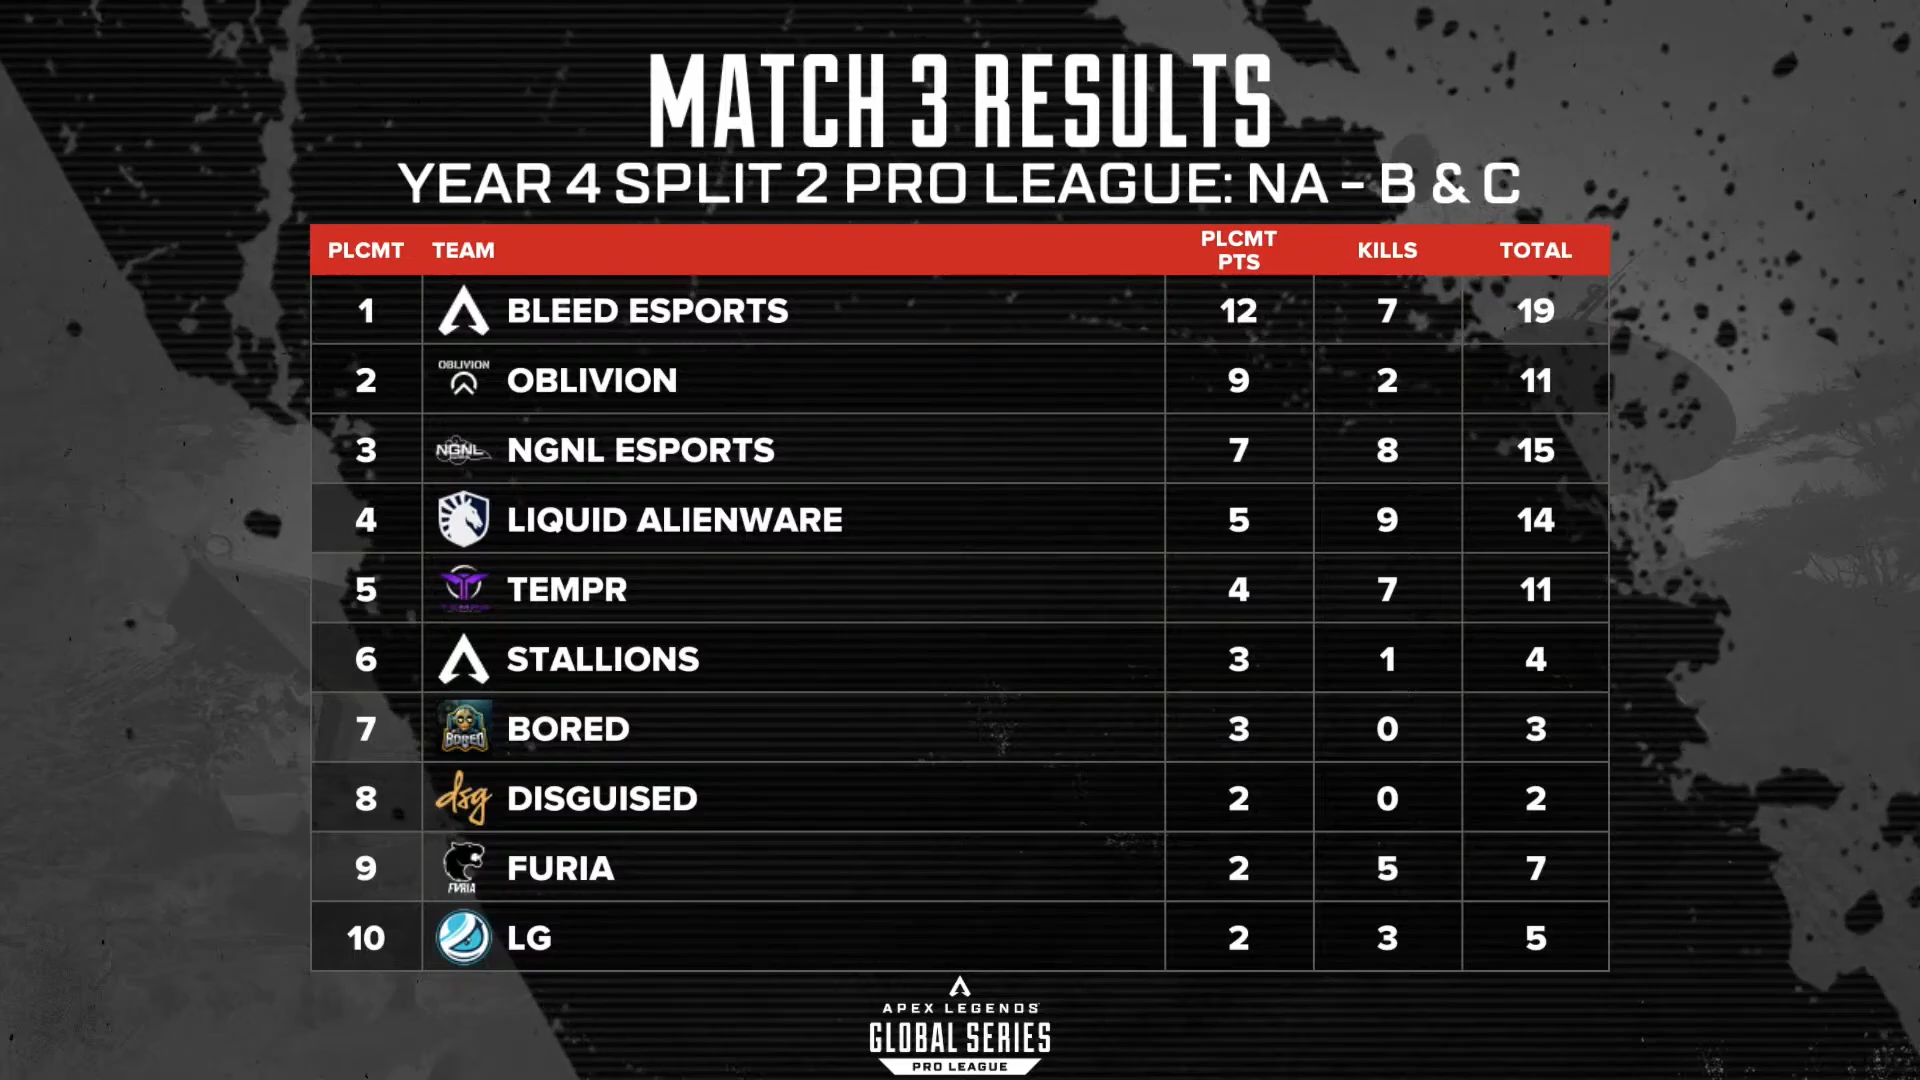 MATCH 3 RESULTS
YEAR 4 SPLIT 2 PRO LEAGUE: NA - B & C
PLCMT TEAM PLCMT PTS KILLS TOTAL
1 BLEED ESPORTS 12 7 19
2 OBLIVION OBLIVION 9 2 11
3 NGNL NGNL ESPORTS 7 8 15
4 LIQUID ALIENWARE 5 9 14
5 TEMPR TEMPR 4 7 11
6 STALLIONS 3 1 4
7 BORED BORED 3 0 3
8 dsg DISGUISED 2 0 2
9 FURIA FURIA 2 5 7
10 LG 2 3 5
APEX LEGENDS
GLOBAL SERIES
PRO LEAGUE